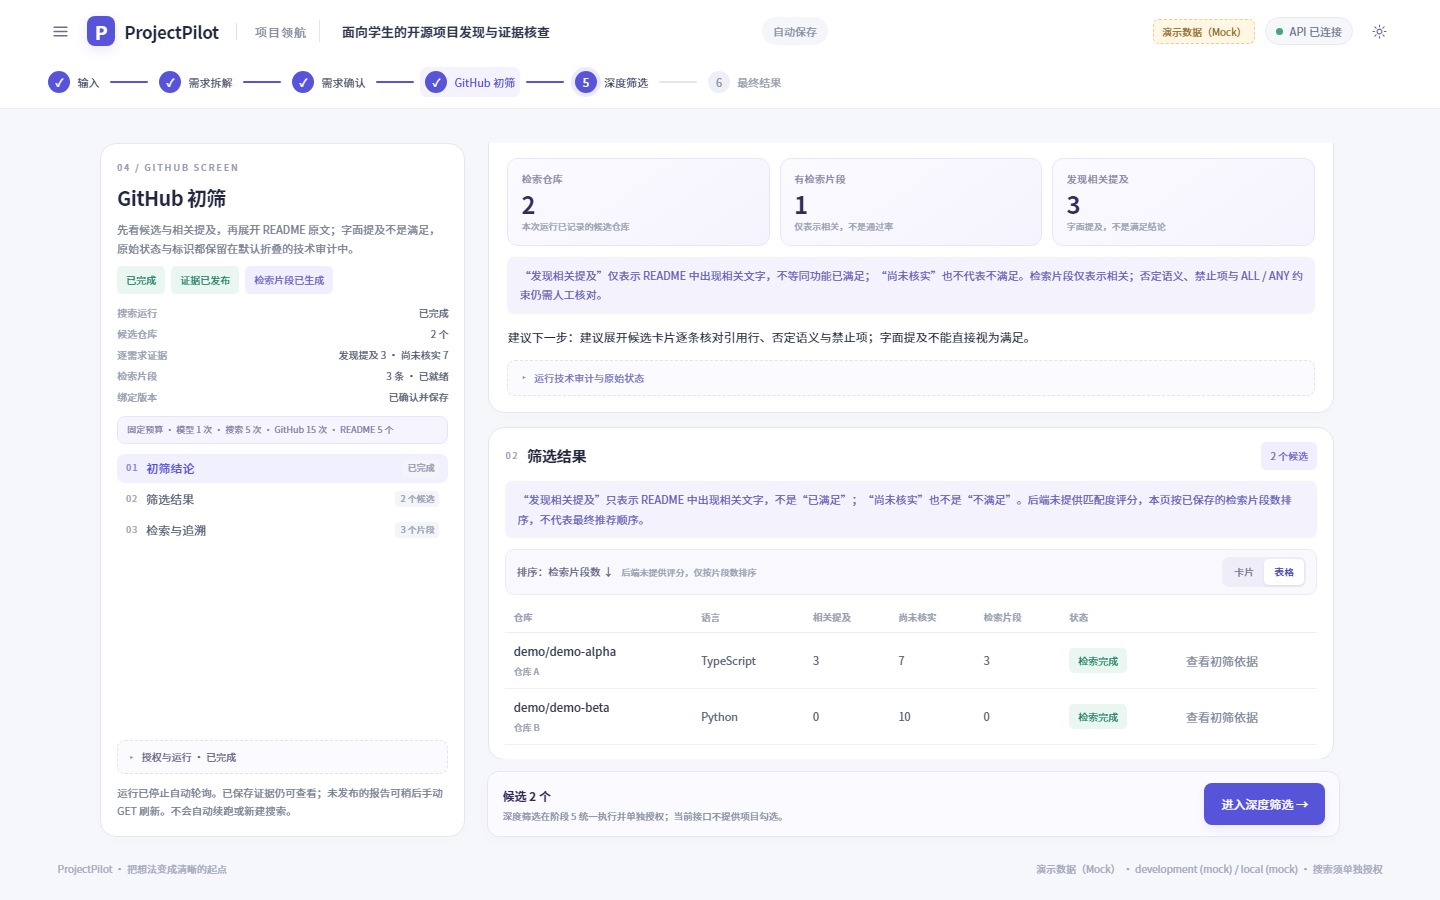 P ProjectPilot 项目领航 面向学生的开源项目发现与证据核查 自动保存 演示数据（Mock） API 已连接
输入 需求拆解 需求确认 GitHub 初筛 5 深度筛选 6 最终结果
04 / GITHUB SCREEN
GitHub 初筛
先看候选与相关提及，再展开 README 原文；字面提及不是满足，
原始状态与标识都保留在默认折叠的技术审计中。
已完成 证据已发布 检索片段已生成
搜索运行 已完成
候选仓库 2 个
逐需求证据 发现提及 3 · 尚未核实 7
检索片段 3 条 · 已就绪
绑定版本 已确认并保存
固定预算 · 模型 1 次 · 搜索 5 次 · GitHub 15 次 · README 5 个
01 初筛结论 已完成
02 筛选结果 2 个候选
03 检索与追溯 3 个片段
授权与运行 · 已完成
运行已停止自动轮询。已保存证据仍可查看；未发布的报告可稍后手动
GET 刷新。不会自动续跑或新建搜索。
检索仓库
2
本次运行已记录的候选仓库
有检索片段
1
仅表示相关，不是通过率
发现相关提及
3
字面提及，不是满足结论
“发现相关提及”仅表示 README 中出现相关文字，不等同功能已满足；“尚未核实”也不代表不满足。检索片段仅表示相关；否定语义、禁止项与 ALL / ANY 约
束仍需人工核对。
建议下一步：建议展开候选卡片逐条核对引用行、否定语义与禁止项；字面提及不能直接视为满足。
运行技术审计与原始状态
02 筛选结果 2 个候选
“发现相关提及”只表示 README 中出现相关文字，不是“已满足”；“尚未核实”也不是“不满足”。后端未提供匹配度评分，本页按已保存的检索片段数排
序，不代表最终推荐顺序。
排序：检索片段数 ↓ 后端未提供评分，仅按片段数排序 卡片 表格
仓库 语言 相关提及 尚未核实 检索片段 状态
demo/demo-alpha
仓库 A
TypeScript 3 7 3 检索完成 查看初筛依据
demo/demo-beta
仓库 B
Python 0 10 0 检索完成 查看初筛依据
候选 2 个
深度筛选在阶段 5 统一执行并单独授权；当前接口不提供项目勾选。
进入深度筛选 →
ProjectPilot · 把想法变成清晰的起点 演示数据（Mock） · development (mock) / local (mock) · 搜索须单独授权